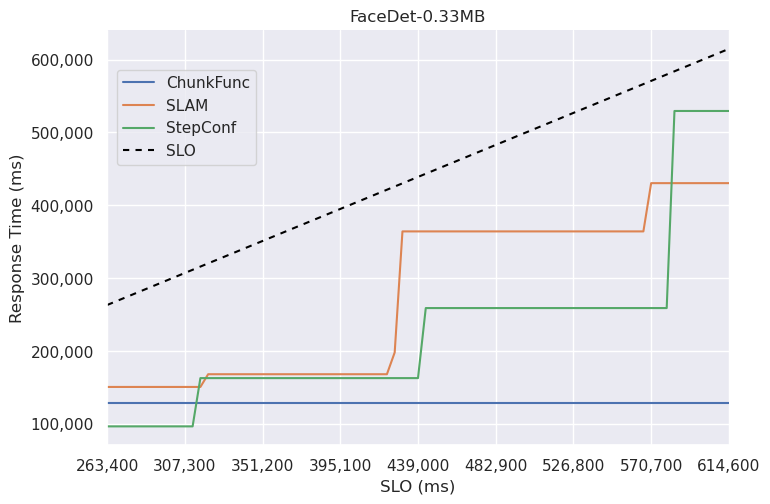 FaceDet-0.33MB
Response Time (ms)
600,000
500,000
400,000
300,000
200,000
100,000
ChunkFunc
SLAM
StepConf
SLO
263,400 307,300 351,200 395,100 439,000 482,900 526,800 570,700 614,600
SLO (ms)